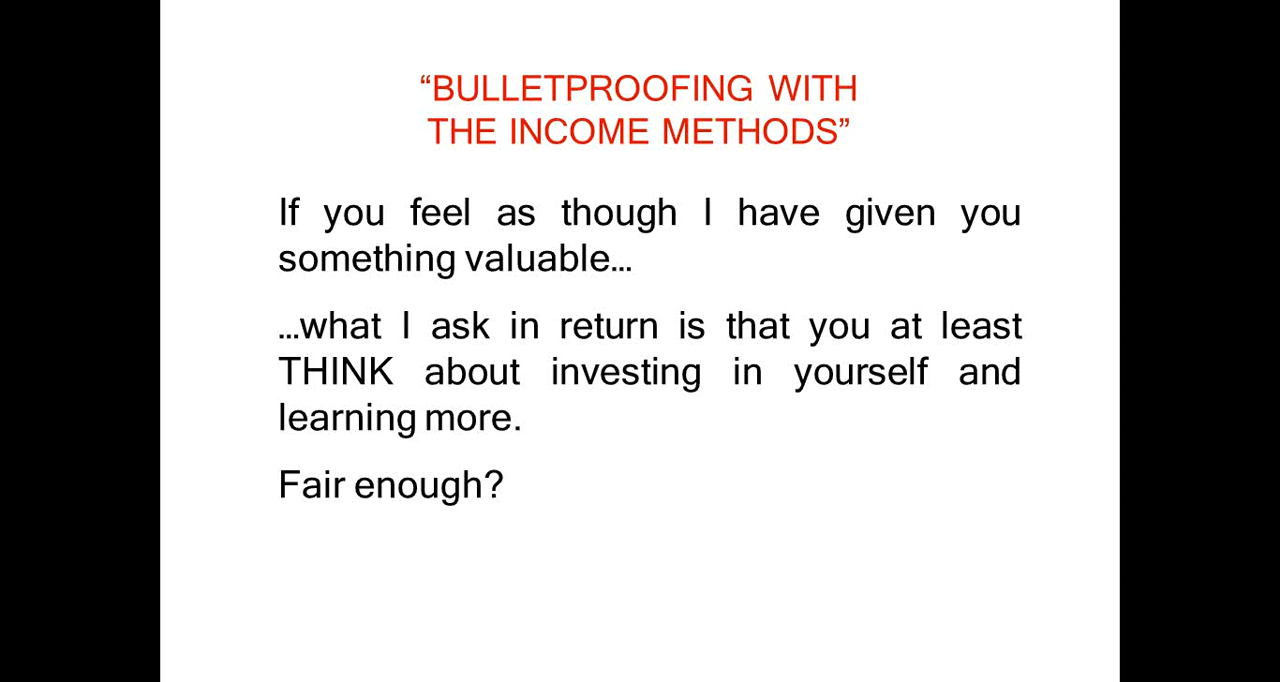 “BULLETPROOFING WITH
THE INCOME METHODS”
If you feel as though I have given you
something valuable…
…what I ask in return is that you at least
THINK about investing in yourself and
learning more.
Fair enough?